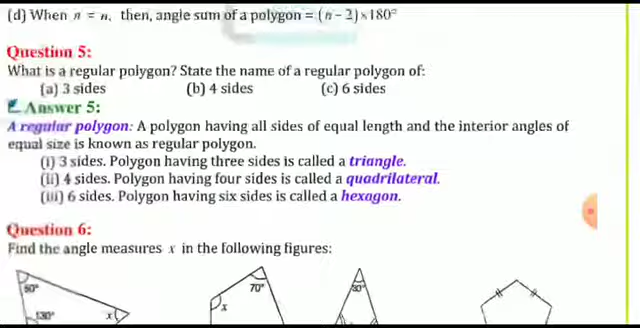 (d) When n = n, then, angle sum of a polygon = (n – 2)×180°
Question 5:
What is a regular polygon? State the name of a regular polygon of:
(a) 3 sides (b) 4 sides (c) 6 sides
Answer 5:
A regular polygon: A polygon having all sides of equal length and the interior angles of
equal size is known as regular polygon.
(i) 3 sides. Polygon having three sides is called a triangle.
(ii) 4 sides. Polygon having four sides is called a quadrilateral.
(iii) 6 sides. Polygon having six sides is called a hexagon.
Question 6:
Find the angle measures x in the following figures:
70°
x
30°
130° x